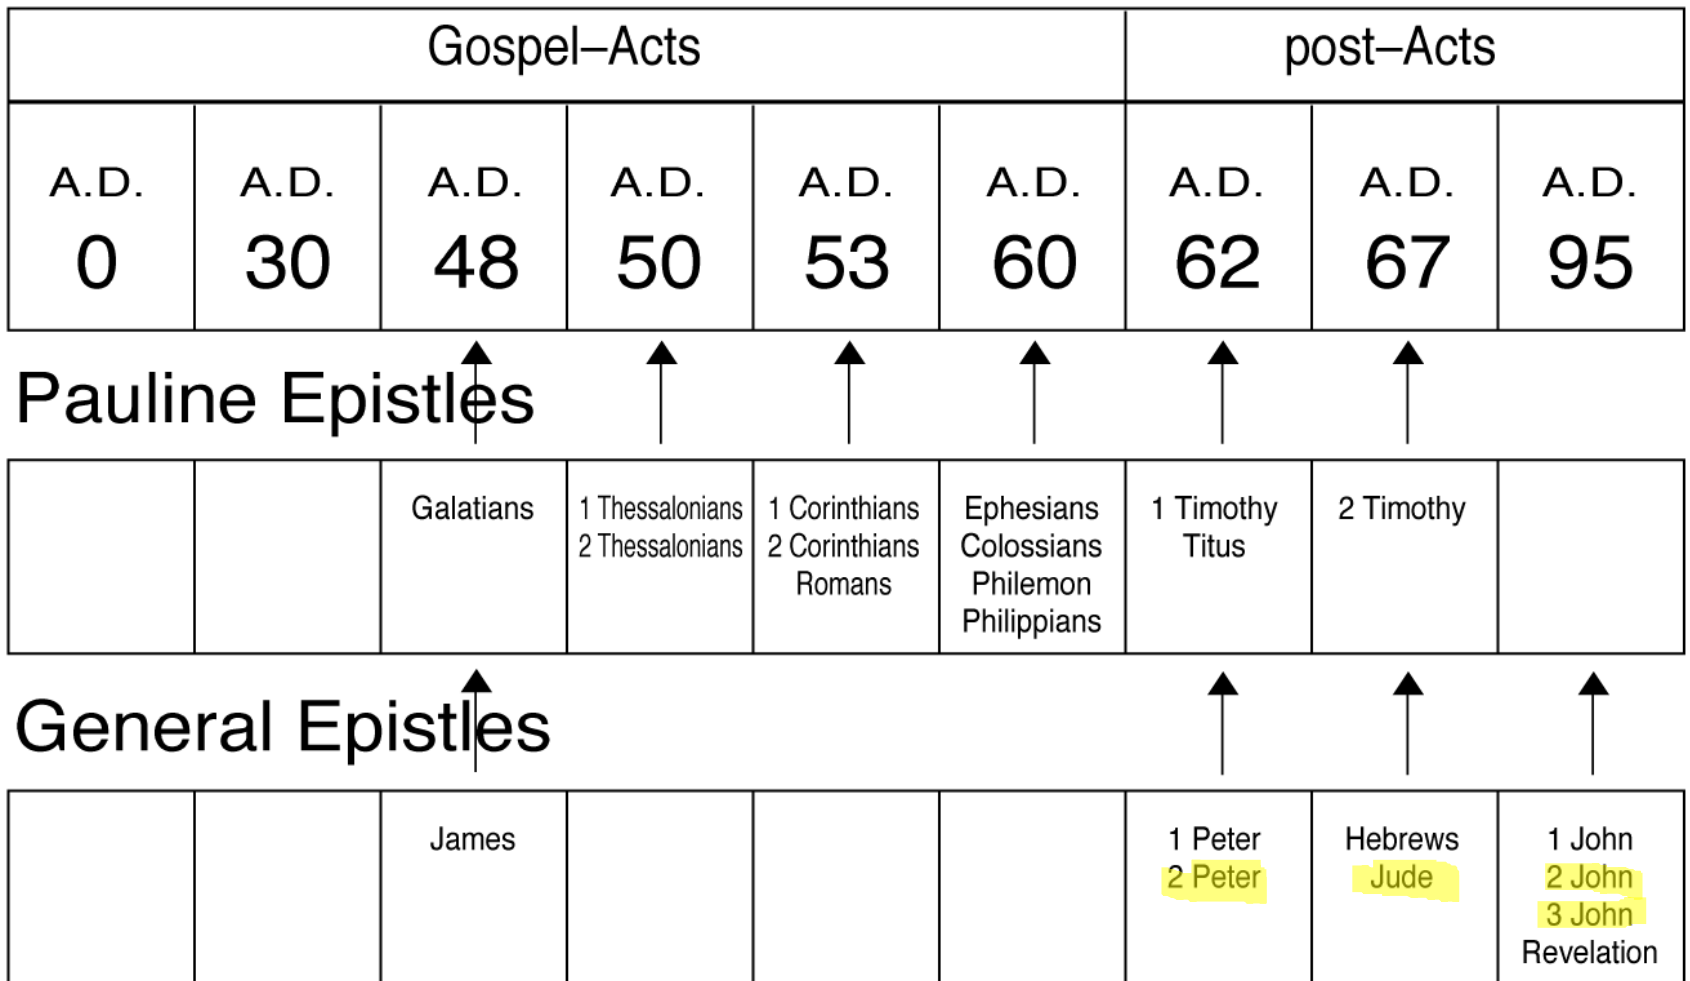 Gospel–Acts post–Acts
A.D. A.D. A.D. A.D. A.D. A.D. A.D. A.D. A.D.
0 30 48 50 53 60 62 67 95
Pauline Epistles
Galatians 1 Thessalonians 1 Corinthians Ephesians 1 Timothy 2 Timothy
2 Thessalonians 2 Corinthians Colossians Titus
Romans Philemon
Philippians
General Epistles
James 1 Peter Hebrews 1 John
2 Peter Jude 2 John
3 John
Revelation